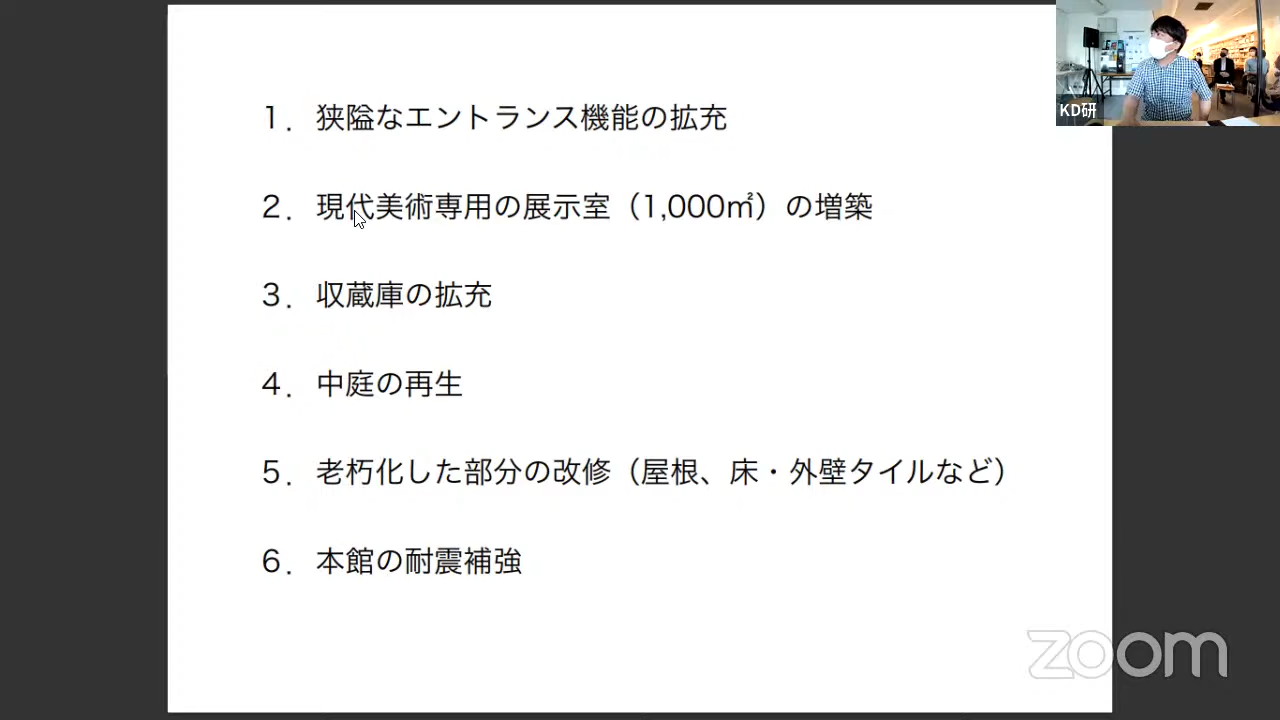 1．狭隘なエントランス機能の拡充
2．現代美術専用の展示室（1,000㎡）の増築
3．収蔵庫の拡充
4．中庭の再生
5．老朽化した部分の改修（屋根、床・外壁タイルなど）
6．本館の耐震補強
KD研
zoom